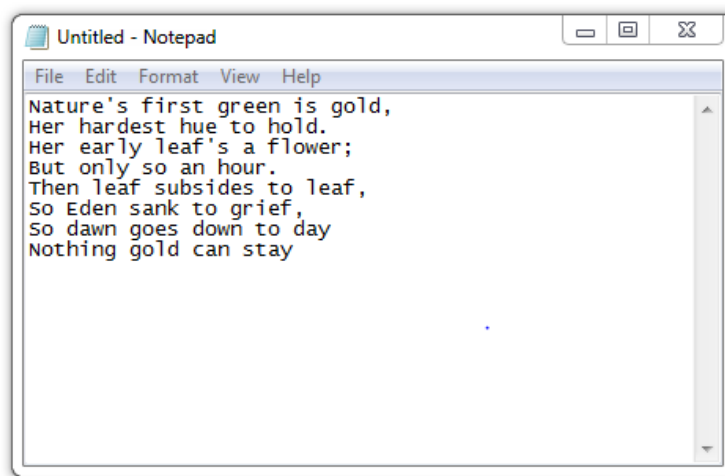 Untitled - Notepad
File Edit Format View Help
Nature's first green is gold,
Her hardest hue to hold.
Her early leaf's a flower;
But only so an hour.
Then leaf subsides to leaf,
So Eden sank to grief,
So dawn goes down to day
Nothing gold can stay